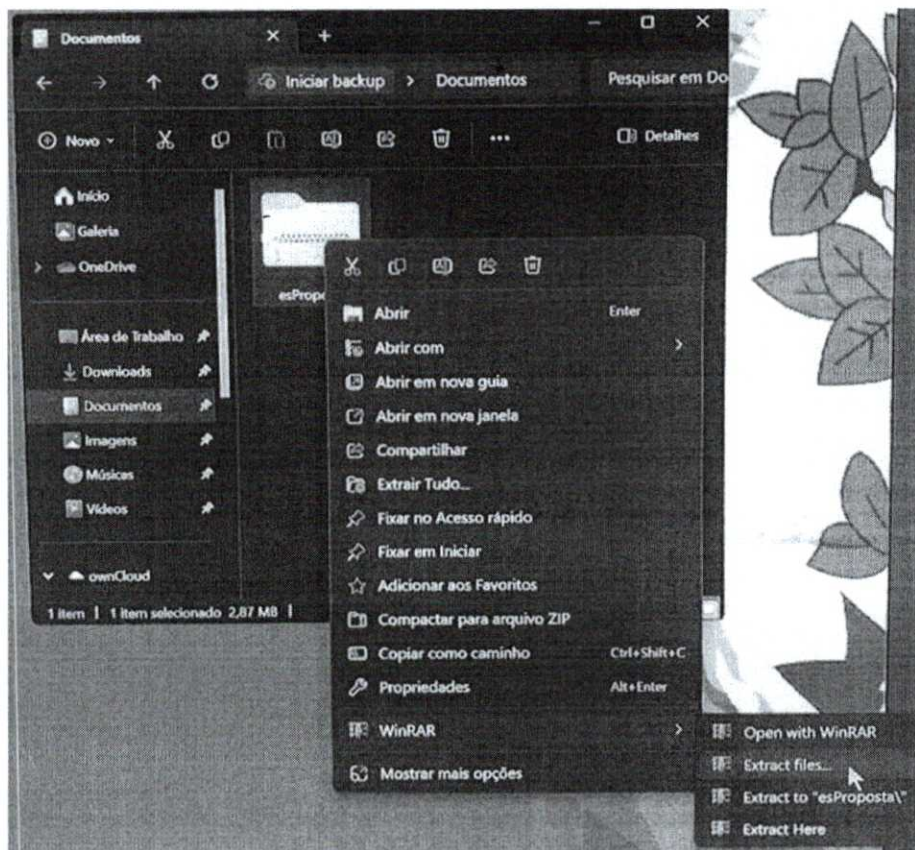 Documentos
Iniciar backup > Documentos
Pesquisar em Do
Novo
Detalhes
Início
Galeria
OneDrive
Área de Trabalho
Downloads
Documentos
Imagens
Músicas
Vídeos
ownCloud
1 item | 1 item selecionado 2,87 MB |
esPropo
Abrir Enter
Abrir com
Abrir em nova guia
Abrir em nova janela
Compartilhar
Extrair Tudo...
Fixar no Acesso rápido
Fixar em Iniciar
Adicionar aos Favoritos
Compactar para arquivo ZIP
Copiar como caminho Ctrl+Shift+C
Propriedades Alt+Enter
WinRAR
Mostrar mais opções
Open with WinRAR
Extract files...
Extract to "esProposta\"
Extract Here